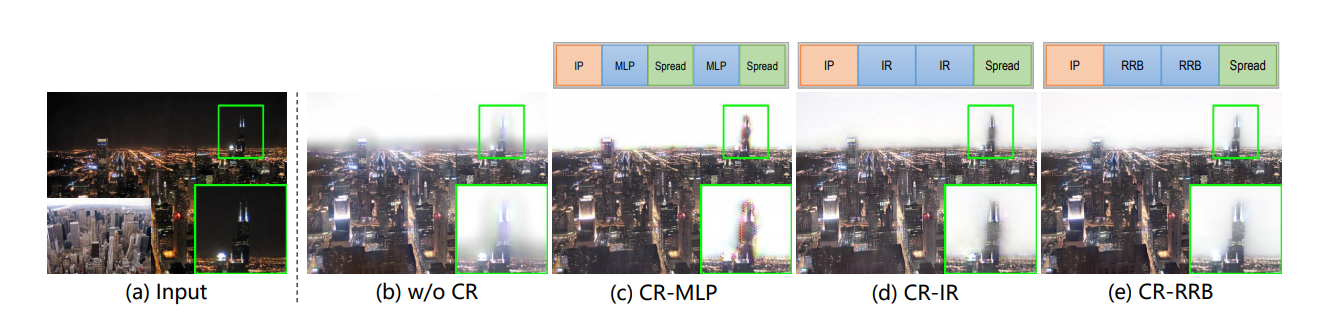 IP MLP Spread MLP Spread
IP IR IR Spread
IP RRB RRB Spread
(a) Input
(b) w/o CR
(c) CR-MLP
(d) CR-IR
(e) CR-RRB